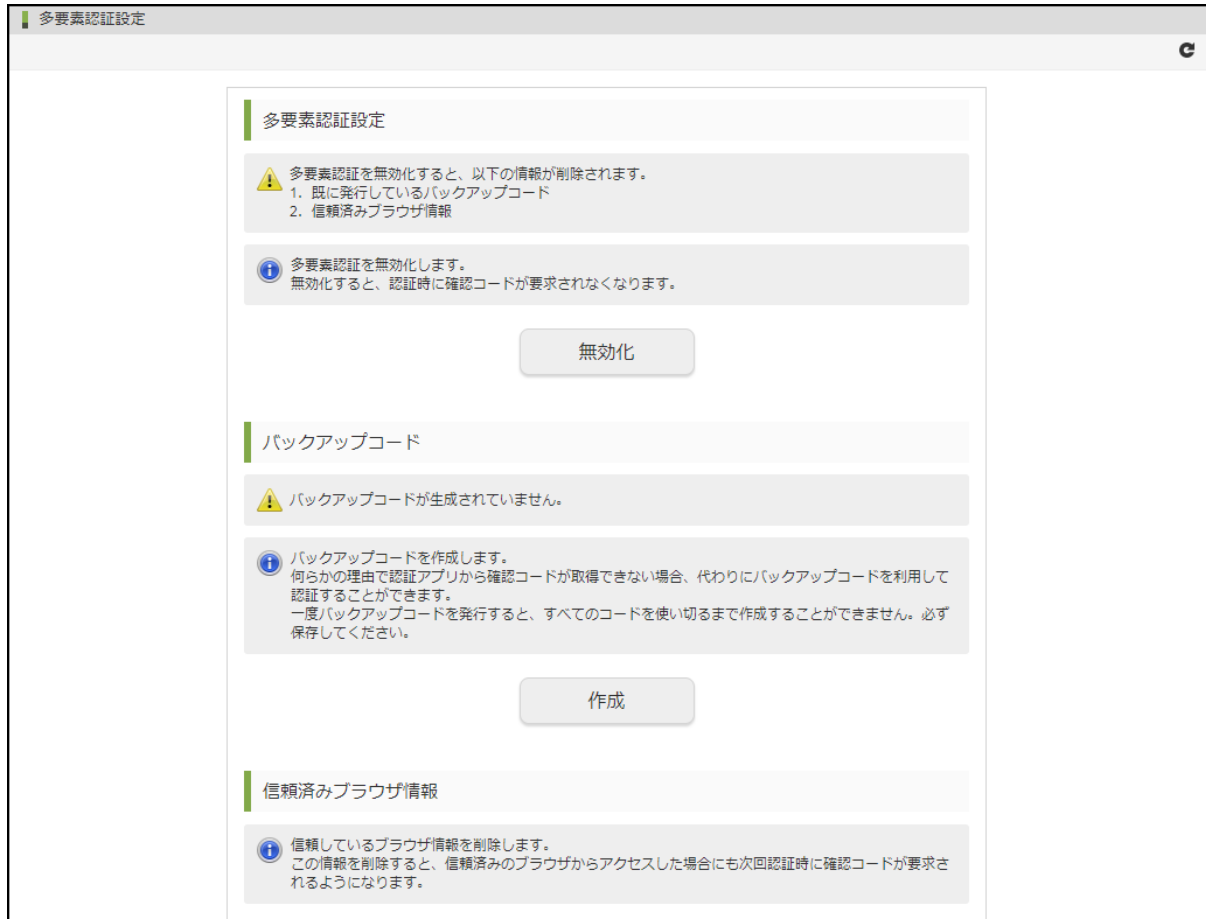 多要素認証設定
多要素認証設定
多要素認証を無効化すると、以下の情報が削除されます。
1. 既に発行しているバックアップコード
2. 信頼済みブラウザ情報
多要素認証を無効化します。
無効化すると、認証時に確認コードが要求されなくなります。
無効化
バックアップコード
バックアップコードが生成されていません。
バックアップコードを作成します。
何らかの理由で認証アプリから確認コードが取得できない場合、代わりにバックアップコードを利用して
認証することができます。
一度バックアップコードを発行すると、すべてのコードを使い切るまで作成することができません。必ず
保存してください。
作成
信頼済みブラウザ情報
信頼しているブラウザ情報を削除します。
この情報を削除すると、信頼済みのブラウザからアクセスした場合にも次回認証時に確認コードが要求さ
れるようになります。